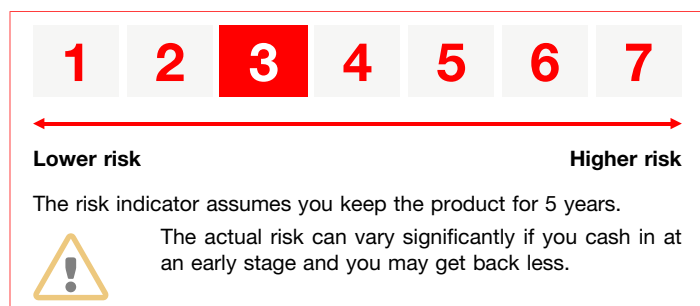 1 2 3 4 5 6 7
Lower risk Higher risk
The risk indicator assumes you keep the product for 5 years.
The actual risk can vary significantly if you cash in at
an early stage and you may get back less.